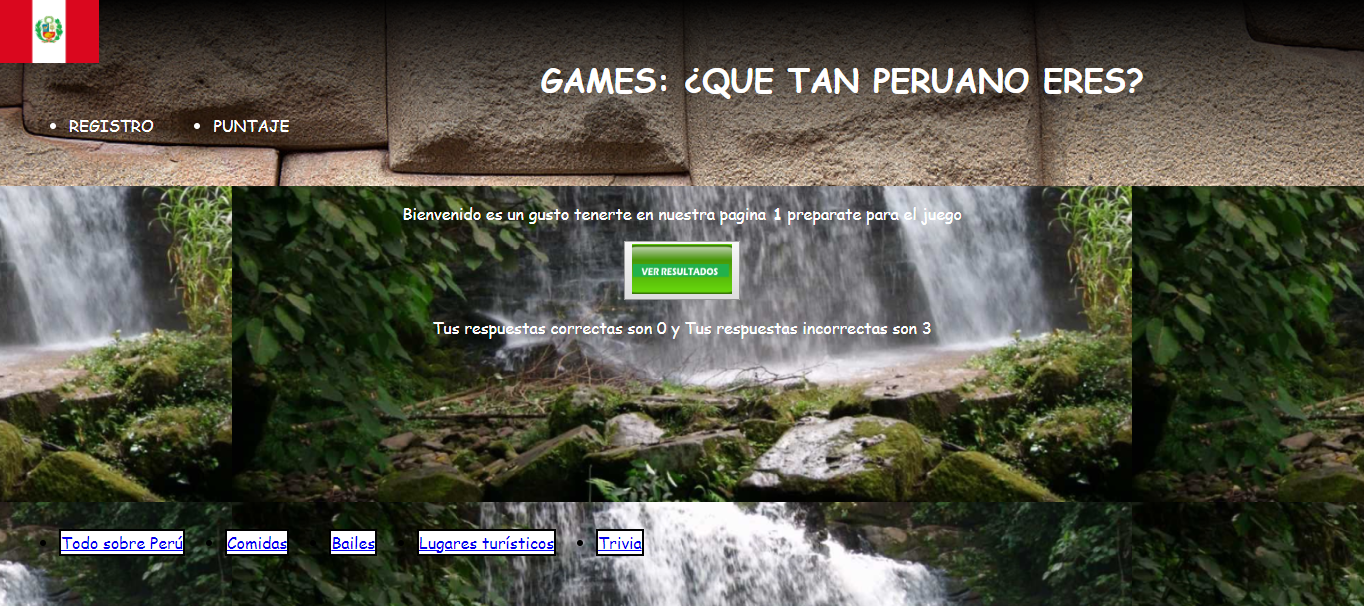 GAMES: ¿QUE TAN PERUANO ERES?
REGISTRO PUNTAJE
Bienvenido es un gusto tenerte en nuestra pagina 1 preparate para el juego
VER RESULTADOS
Tus respuestas correctas son 0 y Tus respuestas incorrectas son 3
Todo sobre Perú Comidas Bailes Lugares turísticos Trivia